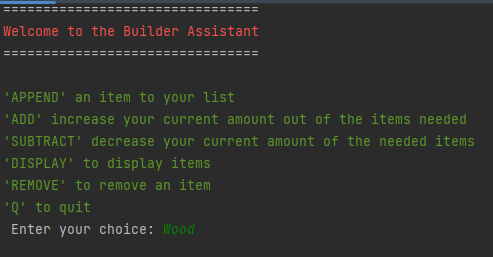 ================================
Welcome to the Builder Assistant
================================
'APPEND' an item to your list
'ADD' increase your current amount out of the items needed
'SUBTRACT' decrease your current amount of the needed items
'DISPLAY' to display items
'REMOVE' to remove an item
'Q' to quit
Enter your choice: Wood